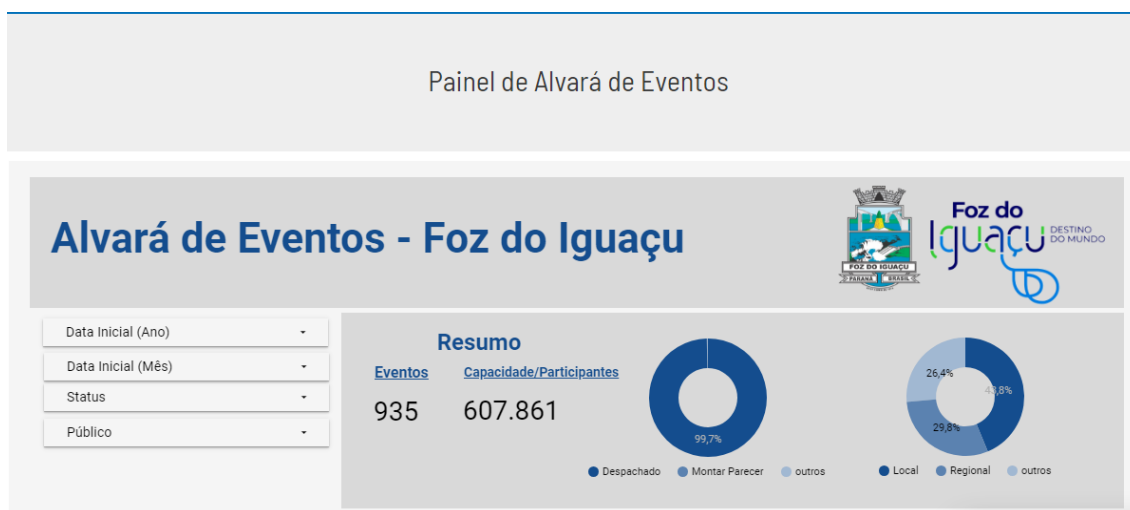 Painel de Alvará de Eventos
Alvará de Eventos - Foz do Iguaçu
FOZ DO IGUAÇU
PARANÁ BRASIL
Foz do
Iguaçu
DESTINO
DO MUNDO
Data Inicial (Ano)
Data Inicial (Mês)
Status
Público
Resumo
Eventos
Capacidade/Participantes
935
607.861
99,7%
Despachado
Montar Parecer
outros
26,4%
43,8%
29,8%
Local
Regional
outros